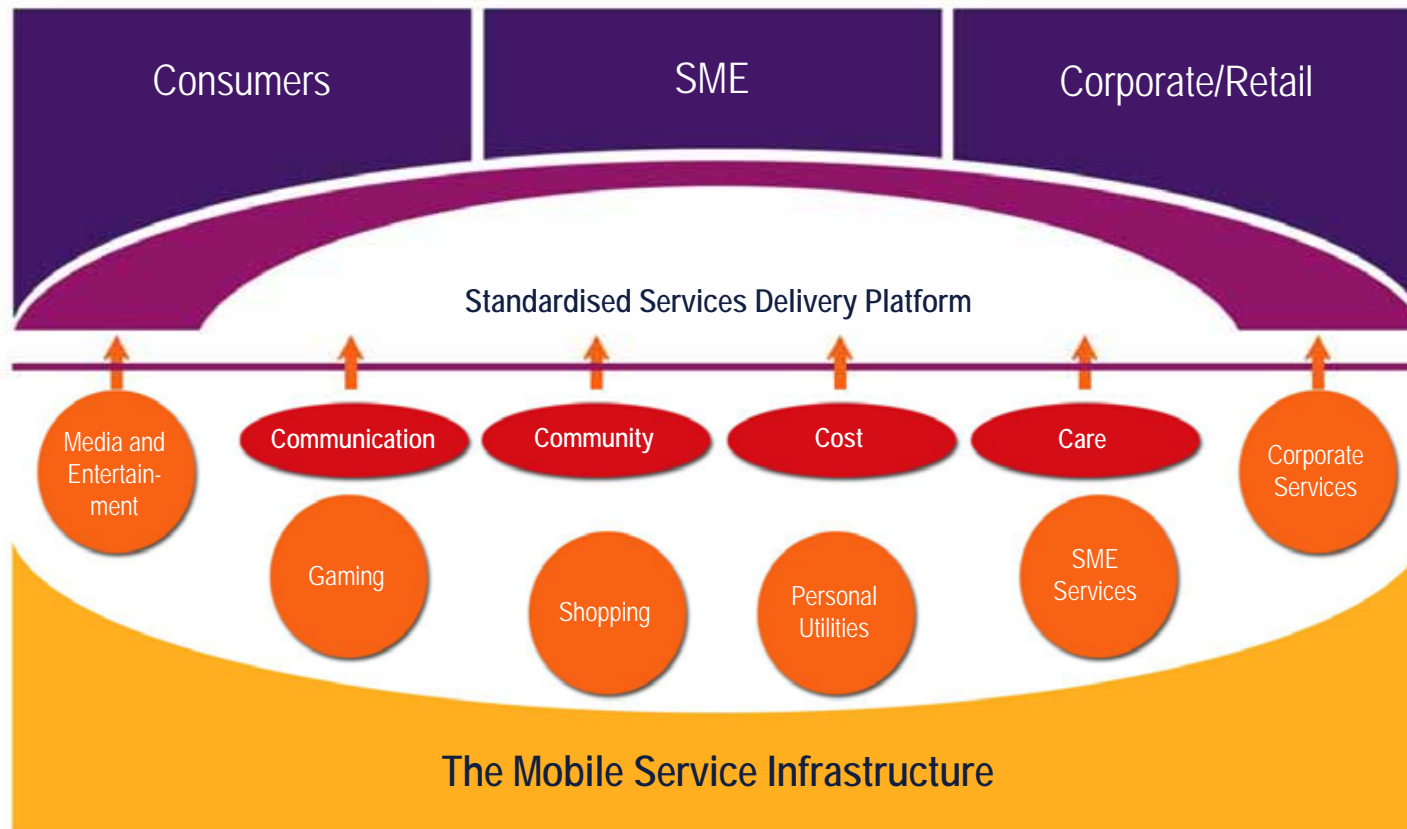 Consumers
SME
Corporate/Retail
Standardised Services Delivery Platform
Media and
Entertain-
ment
Communication
Community
Cost
Care
Corporate
Services
Gaming
Shopping
Personal
Utilities
SME
Services
The Mobile Service Infrastructure